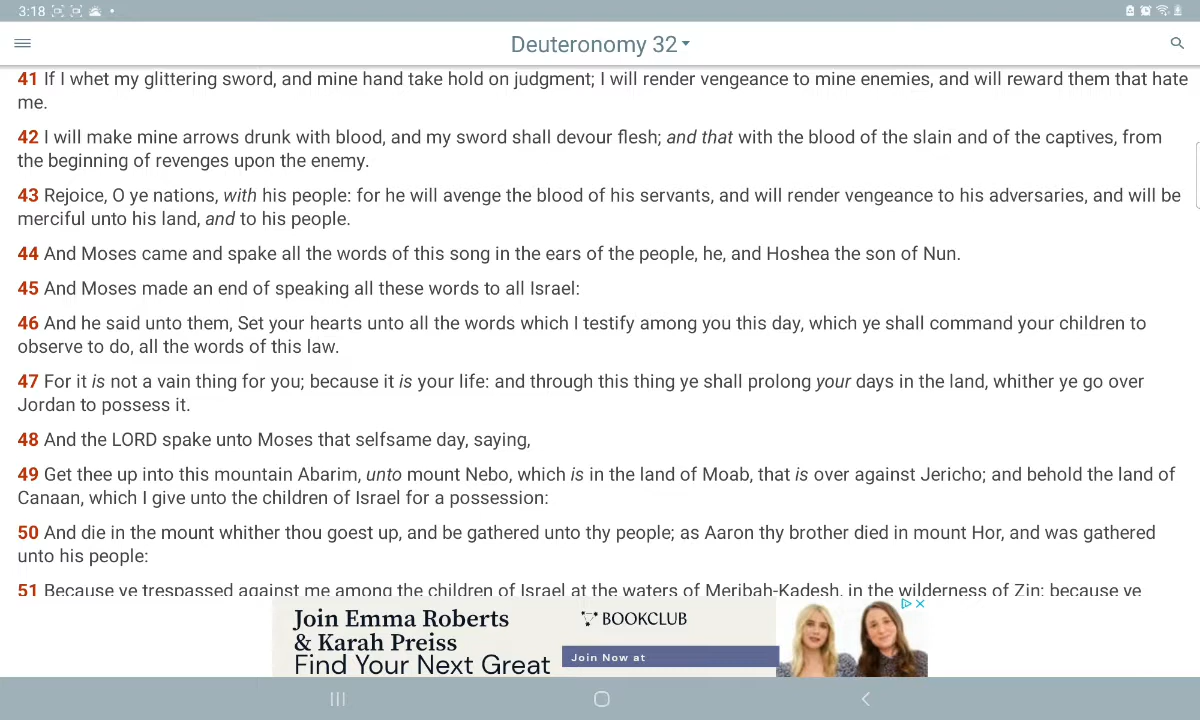 3:18
Deuteronomy 32
41 If I whet my glittering sword, and mine hand take hold on judgment; I will render vengeance to mine enemies, and will reward them that hate
me.
42 I will make mine arrows drunk with blood, and my sword shall devour flesh; and that with the blood of the slain and of the captives, from
the beginning of revenges upon the enemy.
43 Rejoice, O ye nations, with his people: for he will avenge the blood of his servants, and will render vengeance to his adversaries, and will be
merciful unto his land, and to his people.
44 And Moses came and spake all the words of this song in the ears of the people, he, and Hoshea the son of Nun.
45 And Moses made an end of speaking all these words to all Israel:
46 And he said unto them, Set your hearts unto all the words which I testify among you this day, which ye shall command your children to
observe to do, all the words of this law.
47 For it is not a vain thing for you; because it is your life: and through this thing ye shall prolong your days in the land, whither ye go over
Jordan to possess it.
48 And the LORD spake unto Moses that selfsame day, saying,
49 Get thee up into this mountain Abarim, unto mount Nebo, which is in the land of Moab, that is over against Jericho; and behold the land of
Canaan, which I give unto the children of Israel for a possession:
50 And die in the mount whither thou goest up, and be gathered unto thy people; as Aaron thy brother died in mount Hor, and was gathered
unto his people:
51 Because ye trespassed against me among the children of Israel at the waters of Meribah-Kadesh, in the wilderness of Zin; because ye
Join Emma Roberts
& Karah Preiss
Find Your Next Great
BOOKCLUB
Join Now at